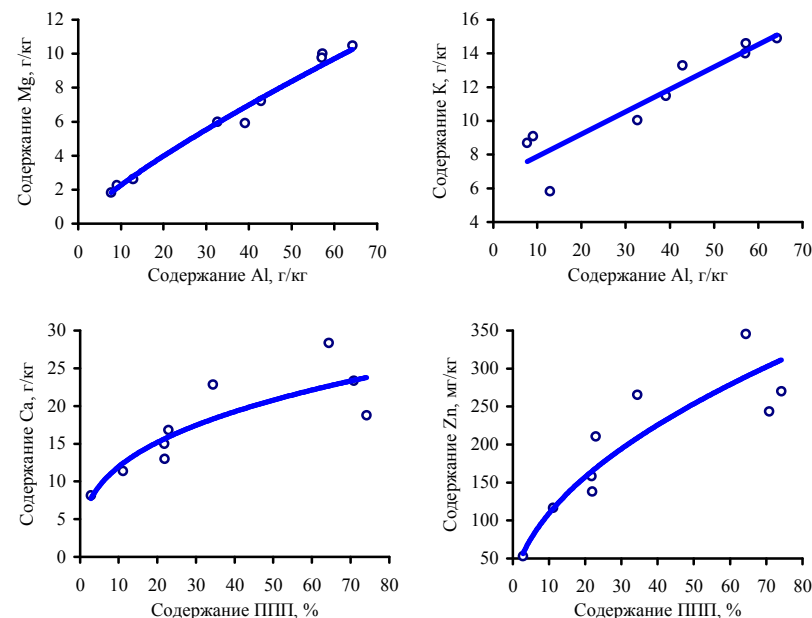 12
10
8
6
4
2
0
0 10 20 30 40 50 60 70
Содержание Mg, г/кг
Содержание Al, г/кг
16
14
12
10
8
6
4
0 10 20 30 40 50 60 70
Содержание К, г/кг
Содержание Al, г/кг
30
25
20
15
10
5
0
0 10 20 30 40 50 60 70 80
Содержание Ca, г/кг
Содержание ППП, %
350
300
250
200
150
100
50
0 10 20 30 40 50 60 70 80
Содержание Zn, мг/кг
Содержание ППП, %